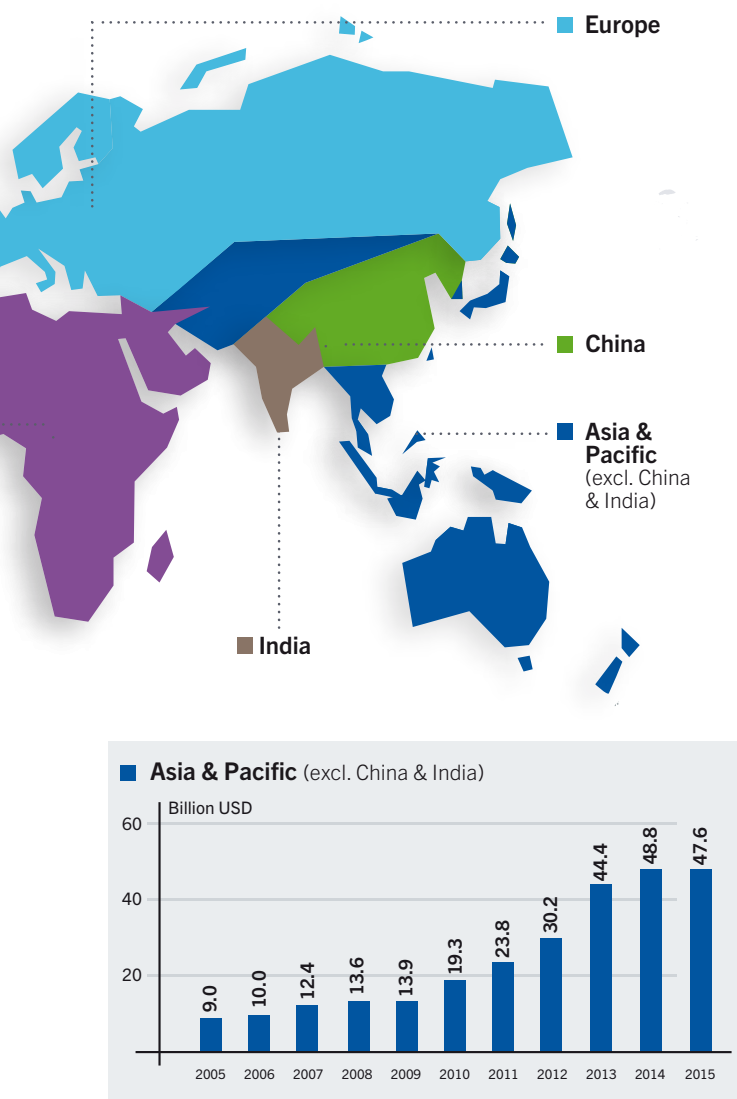 Europe
China
Asia &
Pacific
(excl. China
& India)
India
Asia & Pacific (excl. China & India)
Billion USD
60
40
20
9.0 10.0 12.4 13.6 13.9 19.3 23.8 30.2 44.4 48.8 47.6
2005 2006 2007 2008 2009 2010 2011 2012 2013 2014 2015